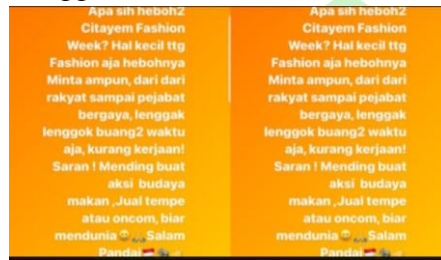 Apa sih heboh2
Citayem Fashion
Week? Hal kecil ttg
Fashion aja hebohnya
Minta ampun, dari dari
rakyat sampai pejabat
bergaya, lenggak
lenggok buang2 waktu
aja, kurang kerjaan!
Saran ! Mending buat
aksi budaya
makan ,Jual tempe
atau oncom, biar
mendunia😄🙏Salam
Pandai
Apa sih heboh2
Citayem Fashion
Week? Hal kecil ttg
Fashion aja hebohnya
Minta ampun, dari dari
rakyat sampai pejabat
bergaya, lenggak
lenggok buang2 waktu
aja, kurang kerjaan!
Saran ! Mending buat
aksi budaya
makan ,Jual tempe
atau oncom, biar
mendunia😄🙏Salam
Pandai